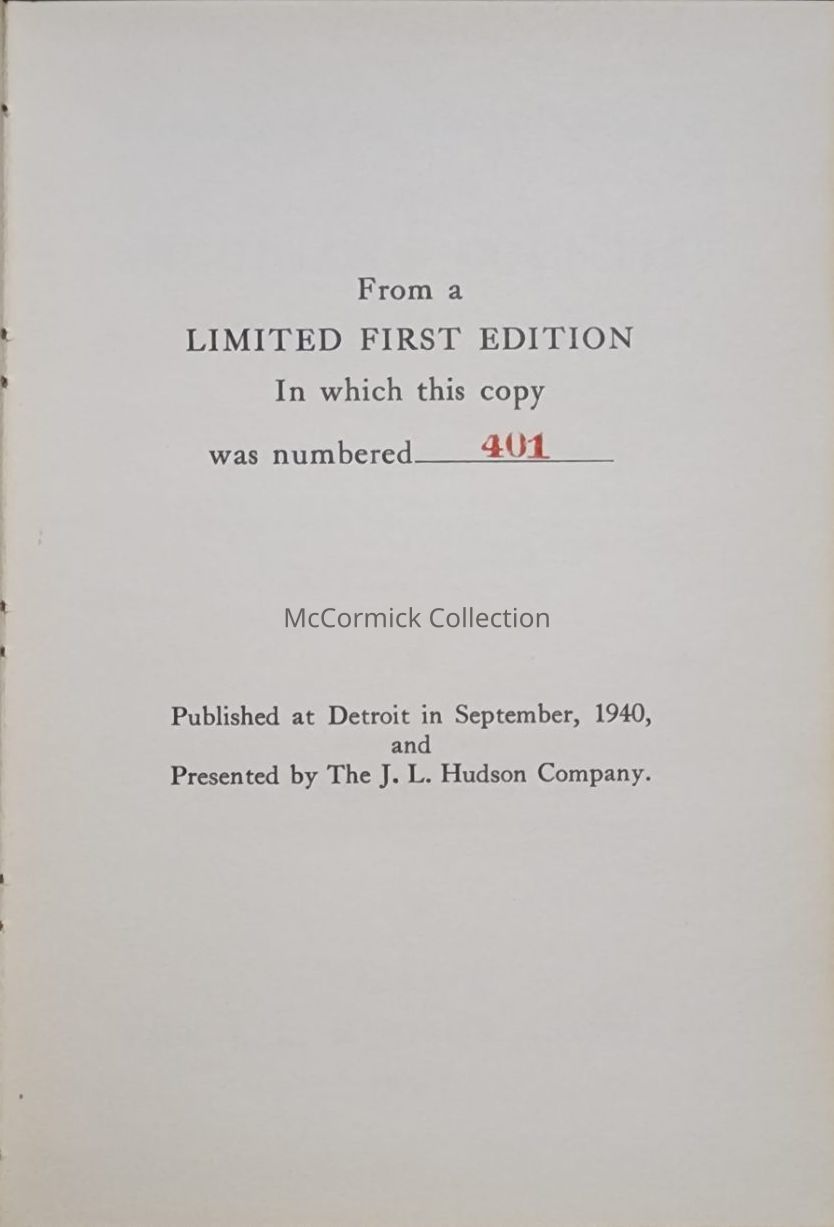 From a
LIMITED FIRST EDITION
In which this copy
was numbered 401
McCormick Collection
Published at Detroit in September, 1940,
and
Presented by The J. L. Hudson Company.